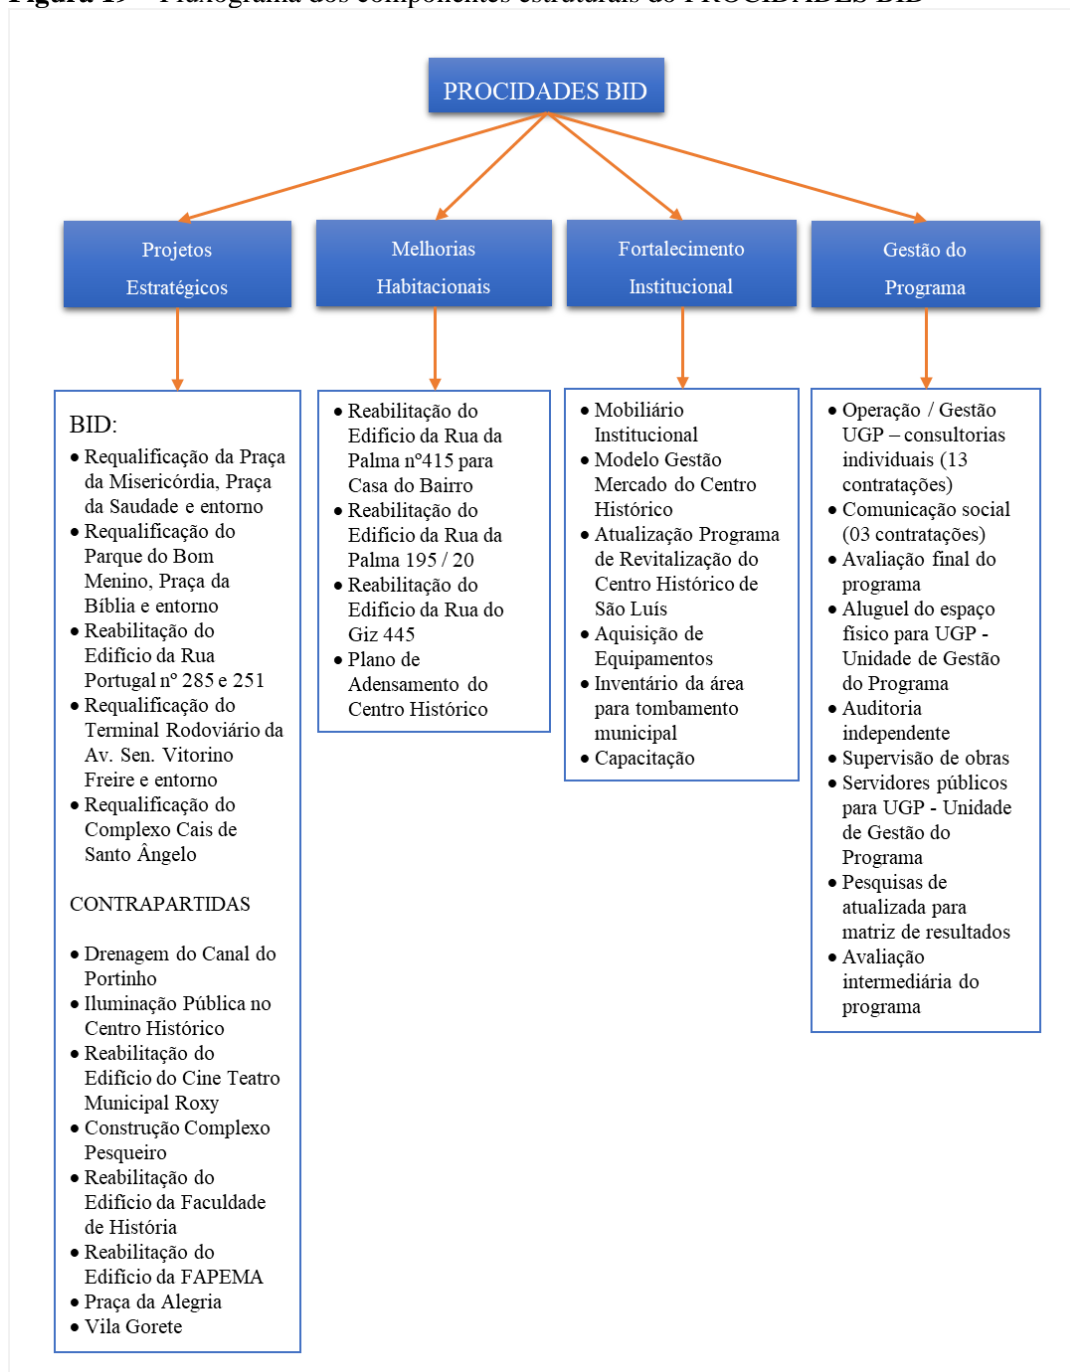 Figura 19 – Fluxograma dos componentes estruturais do PROCIDADES BID
PROCIDADES BID
Projetos
Estratégicos
Melhorias
Habitacionais
Fortalecimento
Institucional
Gestão do
Programa
BID:
• Requalificação da Praça
da Misericórdia, Praça
da Saudade e entorno
• Requalificação do
Parque do Bom
Menino, Praça da
Bíblia e entorno
• Reabilitação do
Edifício da Rua
Portugal nº 285 e 251
• Requalificação do
Terminal Rodoviário da
Av. Sen. Vitorino
Freire e entorno
• Requalificação do
Complexo Cais de
Santo Ângelo
CONTRAPARTIDAS
• Drenagem do Canal do
Portinho
• Iluminação Pública no
Centro Histórico
• Reabilitação do
Edifício do Cine Teatro
Municipal Roxy
• Construção Complexo
Pesqueiro
• Reabilitação do
Edifício da Faculdade
de História
• Reabilitação do
Edifício da FAPEMA
• Praça da Alegria
• Vila Gorete
• Reabilitação do
Edifício da Rua da
Palma nº415 para
Casa do Bairro
• Reabilitação do
Edifício da Rua da
Palma 195 / 20
• Reabilitação do
Edifício da Rua do
Giz 445
• Plano de
Adensamento do
Centro Histórico
• Mobiliário
Institucional
• Modelo Gestão
Mercado do Centro
Histórico
• Atualização Programa
de Revitalização do
Centro Histórico de
São Luís
• Aquisição de
Equipamentos
• Inventário da área
para tombamento
municipal
• Capacitação
• Operação / Gestão
UGP – consultorias
individuais (13
contratações)
• Comunicação social
(03 contratações)
• Avaliação final do
programa
• Aluguel do espaço
físico para UGP -
Unidade de Gestão
do Programa
• Auditoria
independente
• Supervisão de obras
• Servidores públicos
para UGP - Unidade
de Gestão do
Programa
• Pesquisas de
atualizada para
matriz de resultados
• Avaliação
intermediária do
programa